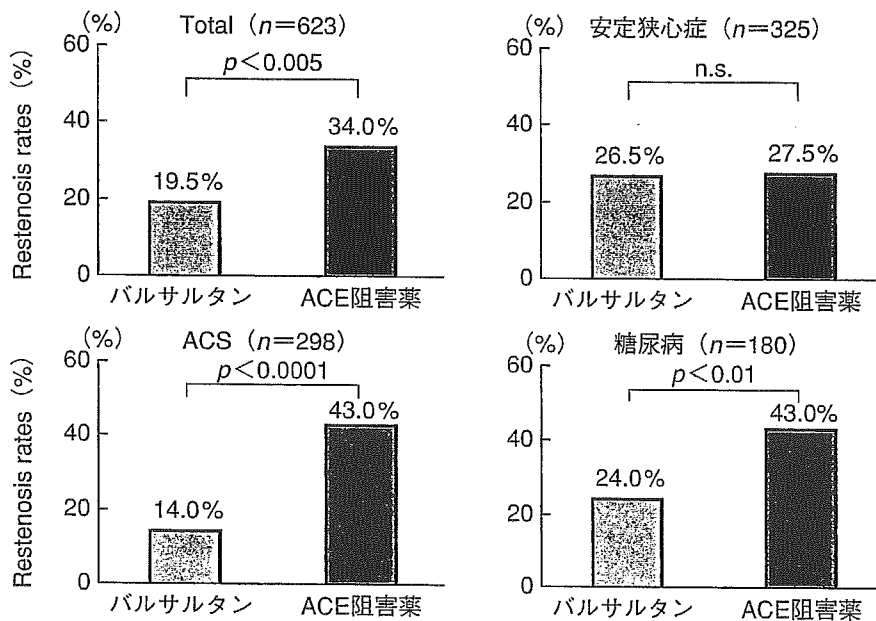 Total (n=623)
(%)
Restenosis rates (%)
60
40
20
0
p<0.005
19.5%
34.0%
バルサルタン
ACE阻害薬
安定狭心症 (n=325)
(%)
60
40
20
0
n.s.
26.5%
27.5%
バルサルタン
ACE阻害薬
ACS (n=298)
(%)
Restenosis rates (%)
60
40
20
0
p<0.0001
14.0%
43.0%
バルサルタン
ACE阻害薬
糖尿病 (n=180)
(%)
60
40
20
0
p<0.01
24.0%
43.0%
バルサルタン
ACE阻害薬